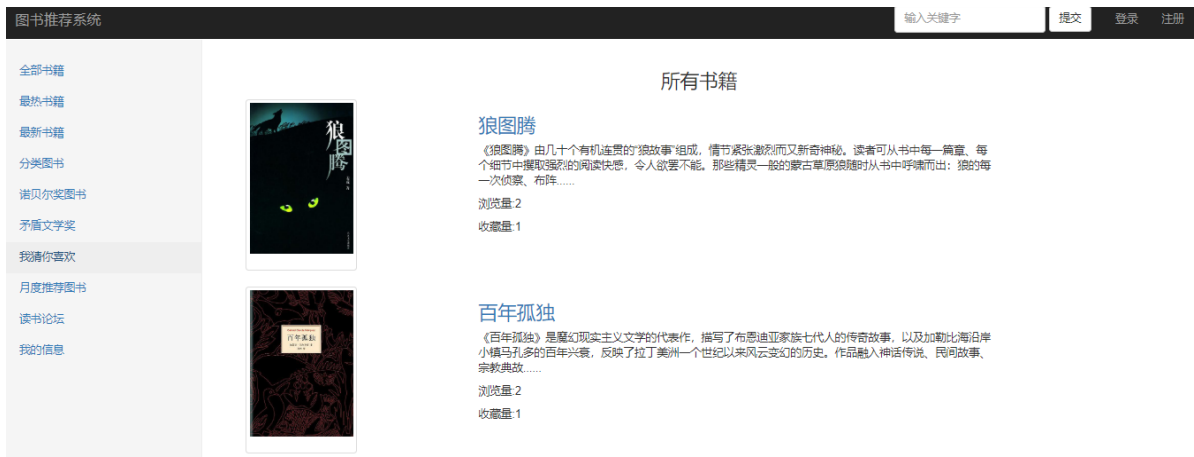 图书推荐系统
输入关键字
提交
登录
注册
全部书籍
最热书籍
最新书籍
分类图书
诺贝尔奖图书
矛盾文学奖
我猜你喜欢
月度推荐图书
读书论坛
我的信息
所有书籍
狼图腾
狼图腾
《狼图腾》由几十个有机连贯的“狼故事”组成，情节紧张激烈而又新奇神秘。读者可从书中每一篇章、每
个细节中攫取强烈的阅读快感，令人欲罢不能。那些精灵一般的蒙古草原狼随时从书中呼啸而出：狼的每
一次侦察、布阵......
浏览量:2
收藏量:1
百年孤独
百年孤独
《百年孤独》是魔幻现实主义文学的代表作，描写了布恩迪亚家族七代人的传奇故事，以及加勒比海沿岸
小镇马孔多的百年兴衰，反映了拉丁美洲一个世纪以来风云变幻的历史。作品融入神话传说、民间故事、
宗教典故......
浏览量:2
收藏量:1